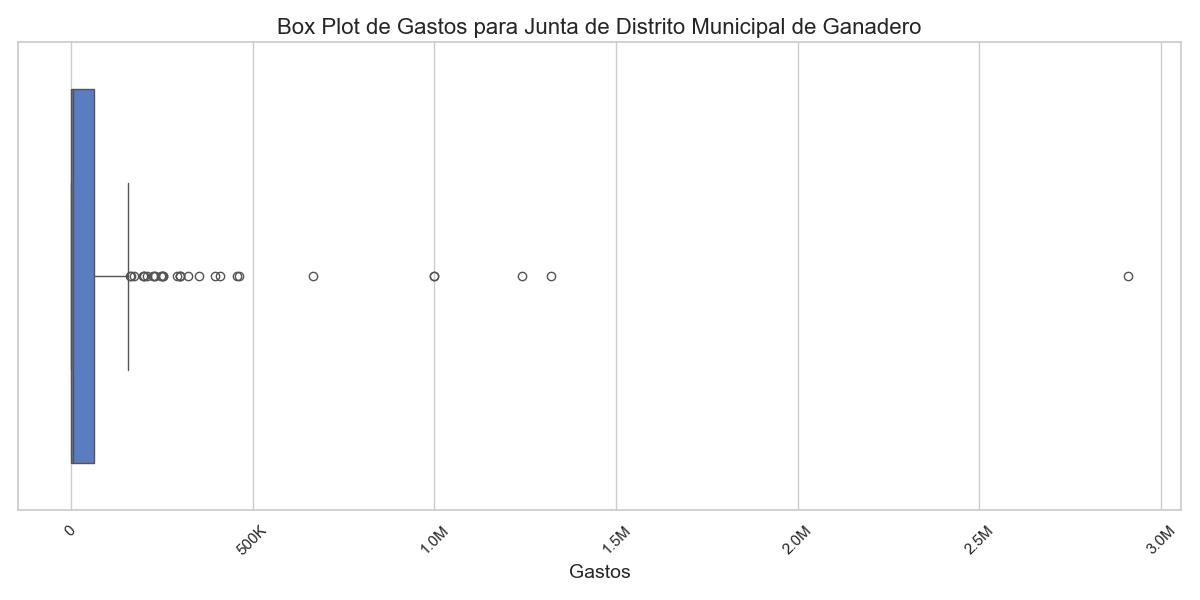 Box Plot de Gastos para Junta de Distrito Municipal de Ganadero
0
500K
1.0M
1.5M
2.0M
2.5M
3.0M
Gastos